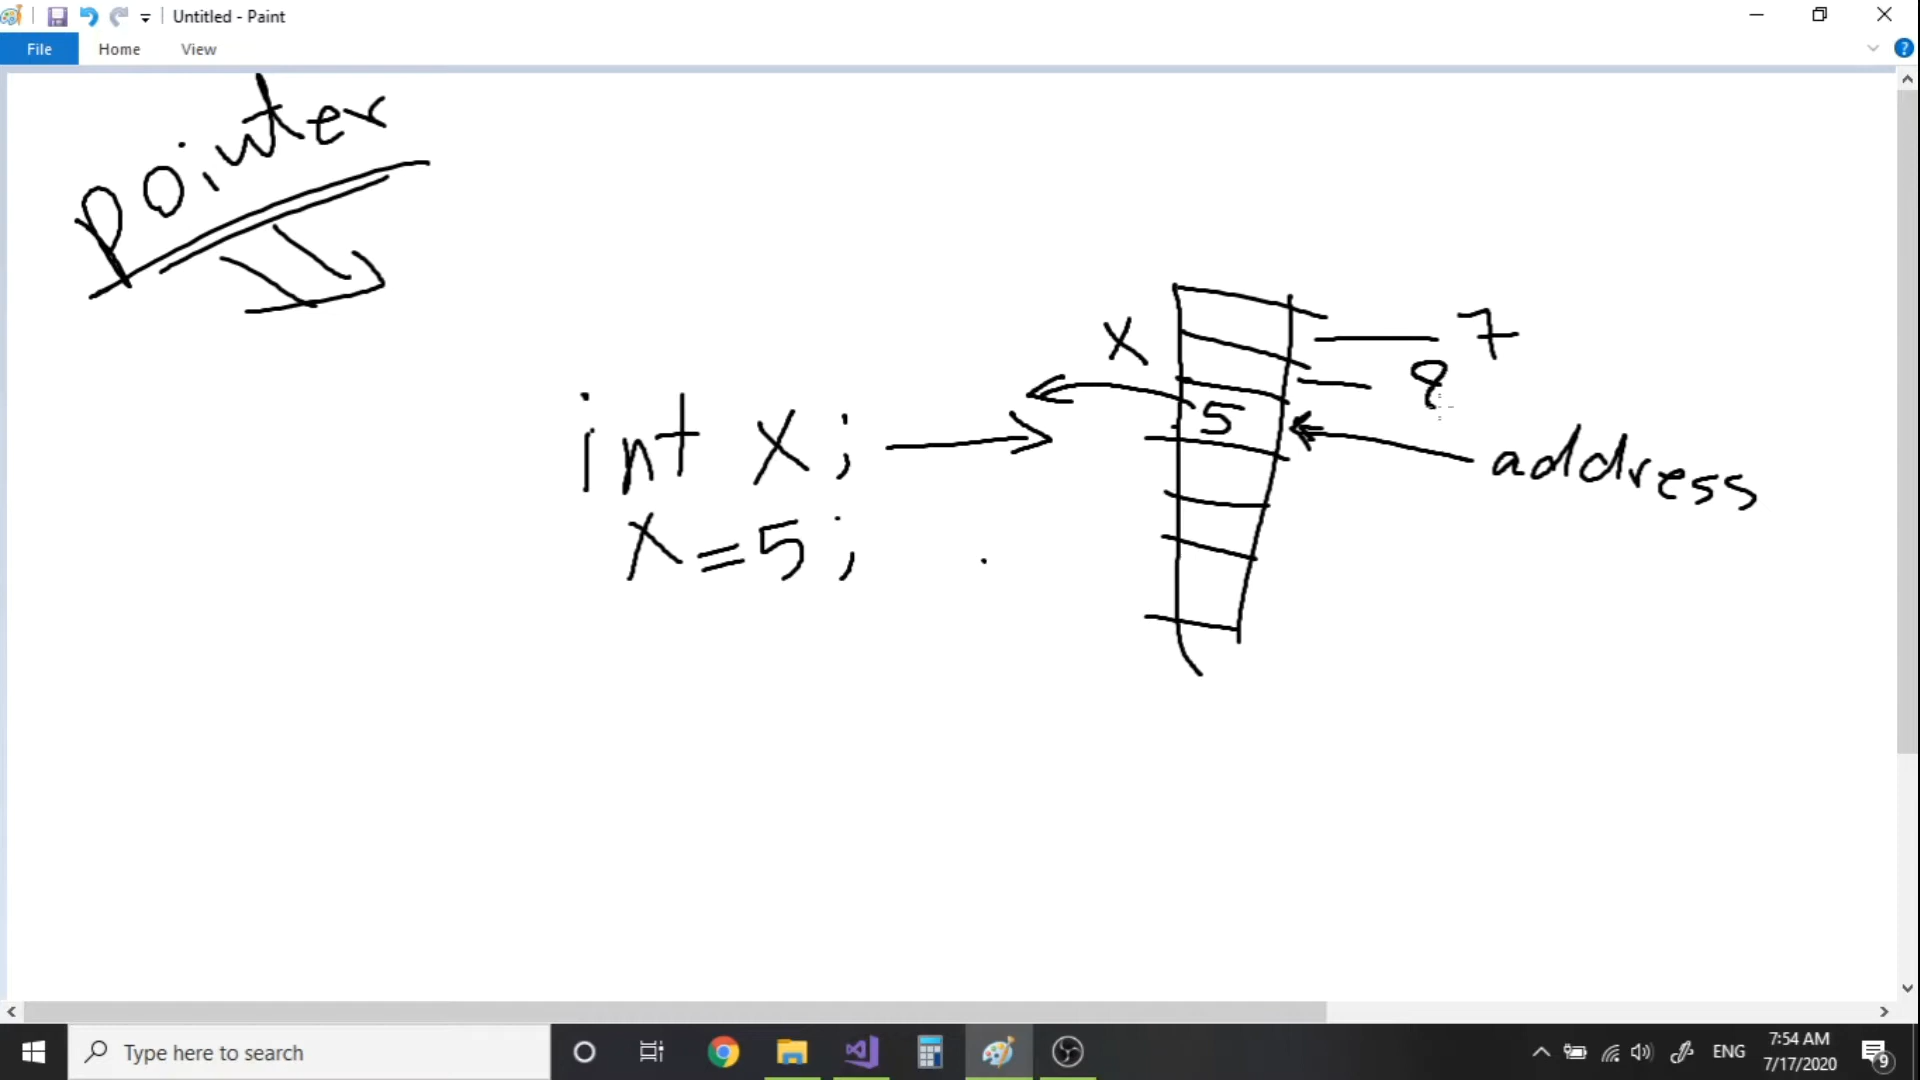 Untitled - Paint
File Home View
pointer
x
7
8
int x;
5
x=5;
address
Type here to search
ENG
7:54 AM
7/17/2020
9